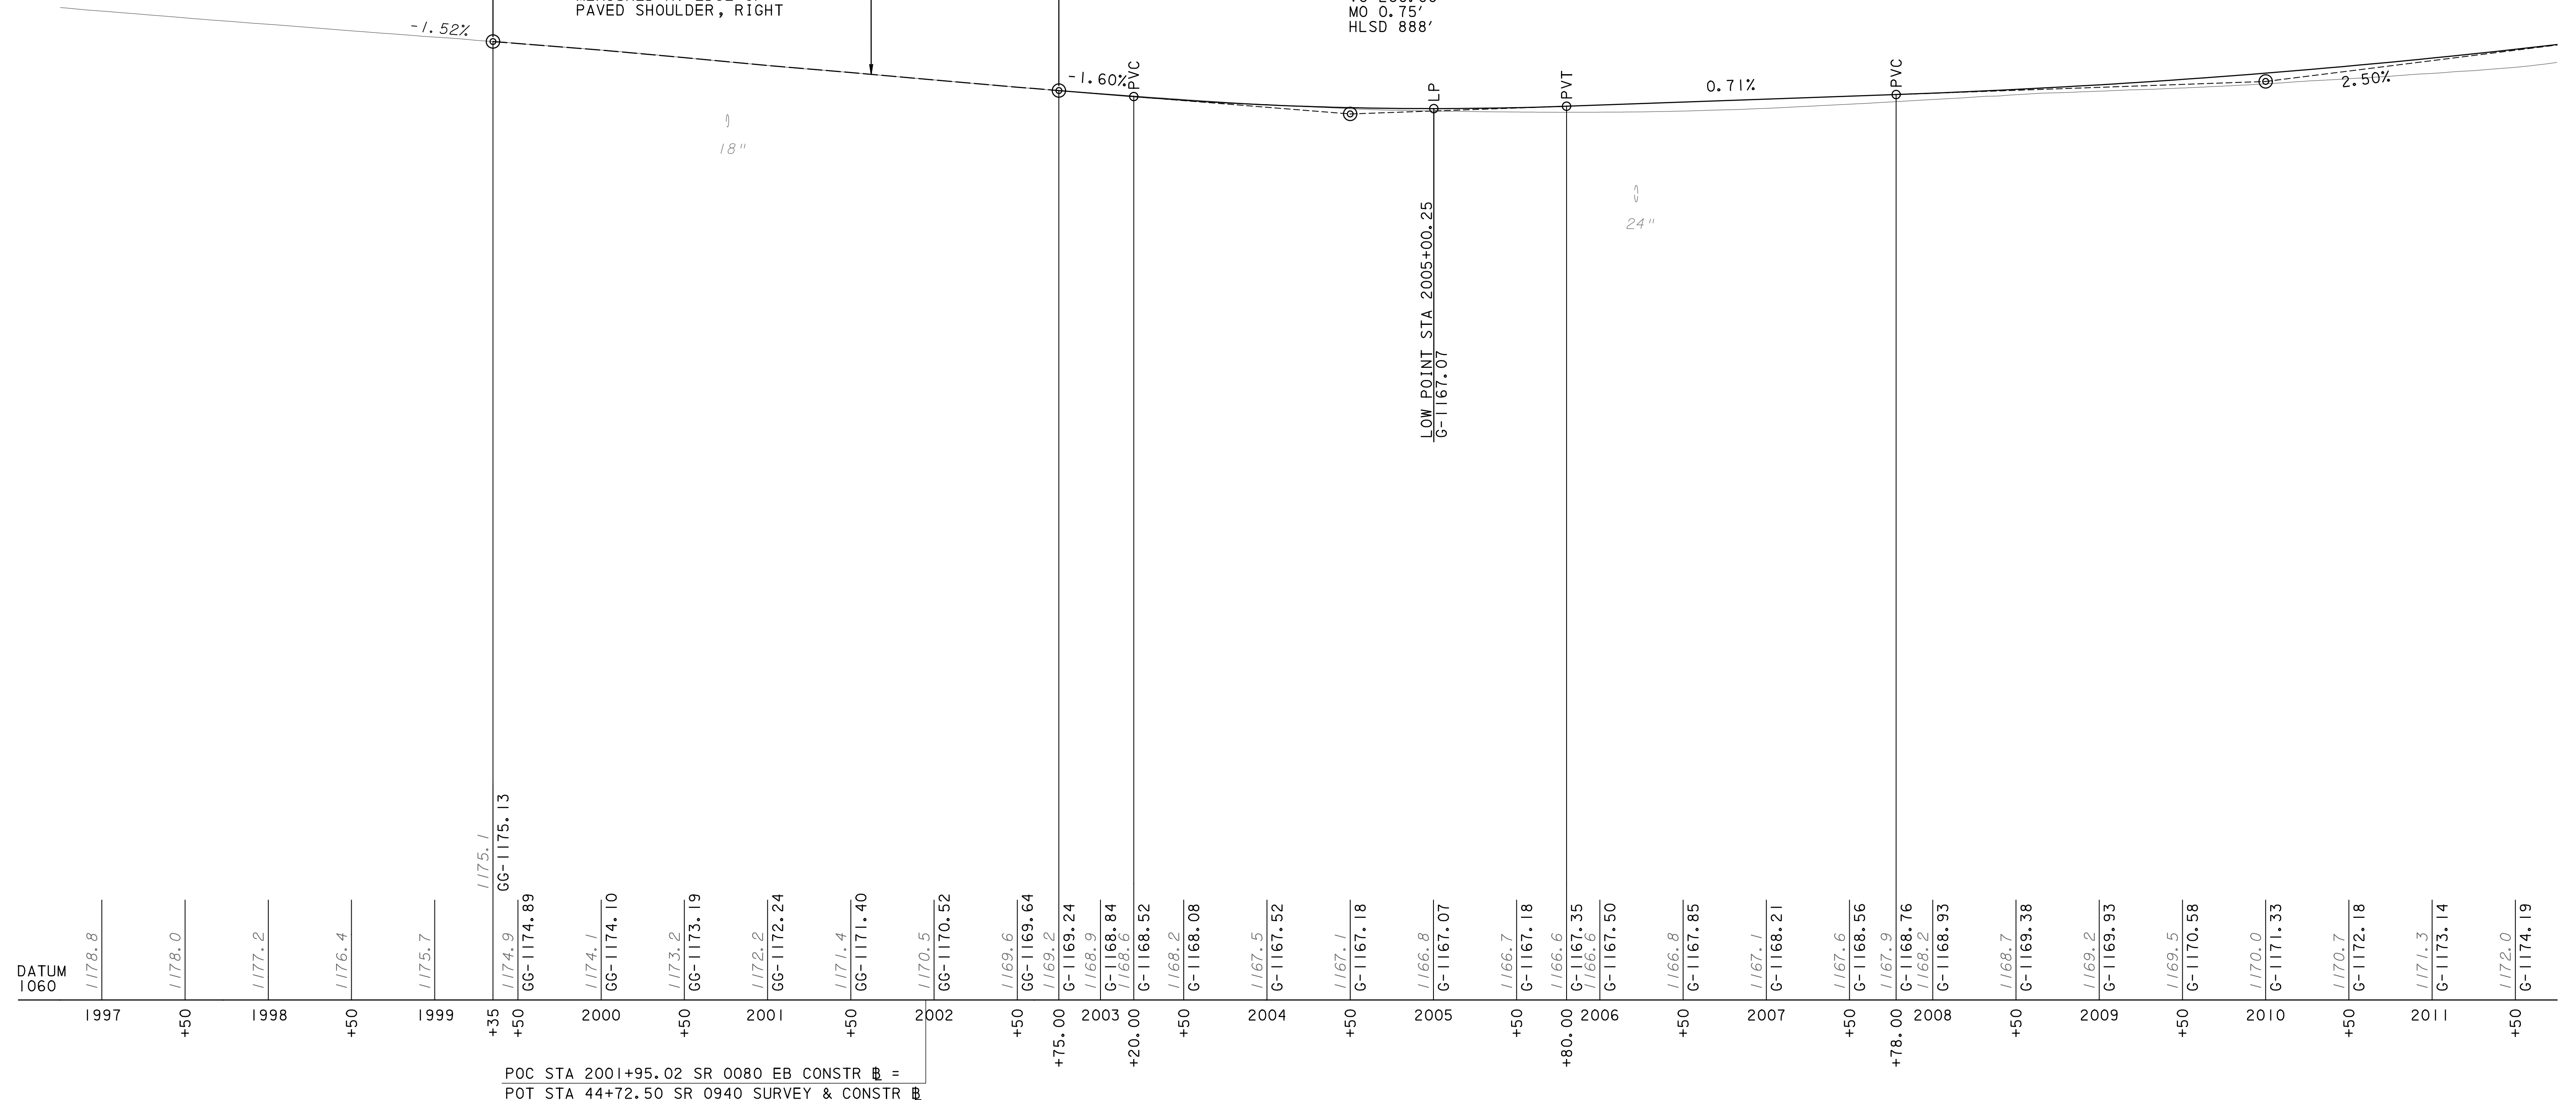 PAVED SHOULDER, RIGHT
MO 0.75'
HLSD 888'
-1.52%
-1.60%
PVC
LP
PVT
0.71%
PVC
2.50%
18"
24"
LOW POINT STA 2005+00.25
G-1167.07
1175.1
GG-1175.13
1178.8
1178.0
1177.2
1176.4
1175.7
1174.9
GG-1174.89
1174.1
GG-1174.10
1173.2
GG-1173.19
1172.2
GG-1172.24
1171.4
GG-1171.40
1170.5
GG-1170.52
1169.6
GG-1169.64
1169.2
G-1169.24
1168.9
G-1168.84
1168.6
G-1168.52
1168.2
G-1168.08
1167.5
G-1167.52
1167.1
G-1167.18
1166.8
G-1167.07
1166.7
G-1167.18
1166.6
G-1167.35
1166.6
G-1167.50
1166.8
G-1167.85
1167.1
G-1168.21
1167.6
G-1168.56
1167.9
G-1168.76
1168.2
G-1168.93
1168.7
G-1169.38
1169.2
G-1169.93
1169.5
G-1170.58
1170.0
G-1171.33
1170.7
G-1172.18
1171.3
G-1173.14
1172.0
G-1174.19
DATUM
1060
1997 +50 1998 +50 1999 +35 +50 2000 +50 2001 +50 2002 +50 +75.00 2003 +20.00 +50 2004 +50 2005 +50 +80.00 2006 +50 2007 +50 +78.00 2008 +50 2009 +50 2010 +50 2011 +50
POC STA 2001+95.02 SR 0080 EB CONSTR BL =
POT STA 44+72.50 SR 0940 SURVEY & CONSTR BL